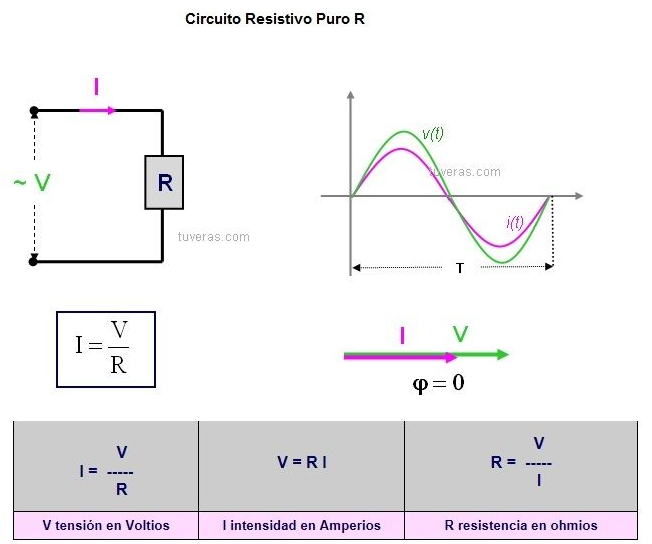 Circuito Resistivo Puro R
I
~ V
R
tuveras.com
v(t)
tuveras.com
i(t)
T
I = V
R
I V
φ = 0
V
I = -----
R
V = R I
V
R = -----
I
V tensión en Voltios
I intensidad en Amperios
R resistencia en ohmios